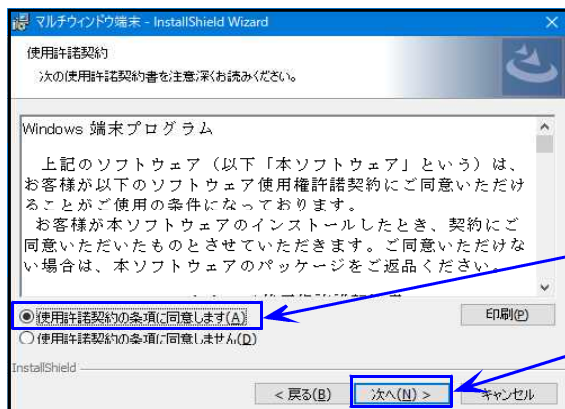 マルチウィンドウ端末 - InstallShield Wizard
使用許諾契約
次の使用許諾契約書を注意深くお読みください。
Windows 端末プログラム
上記のソフトウェア（以下「本ソフトウェア」という）は、
お客様が以下のソフトウェア使用権許諾契約にご同意いただけ
ることがご使用の条件になっております。
お客様が本ソフトウェアのインストールしたとき、契約にご
同意いただいたものとさせていただきます。ご同意いただけな
い場合は、本ソフトウェアのパッケージをご返品ください。
使用許諾契約の条項に同意します(A)
印刷(P)
使用許諾契約の条項に同意しません(D)
InstallShield
< 戻る(B)
次へ(N) >
キャンセル